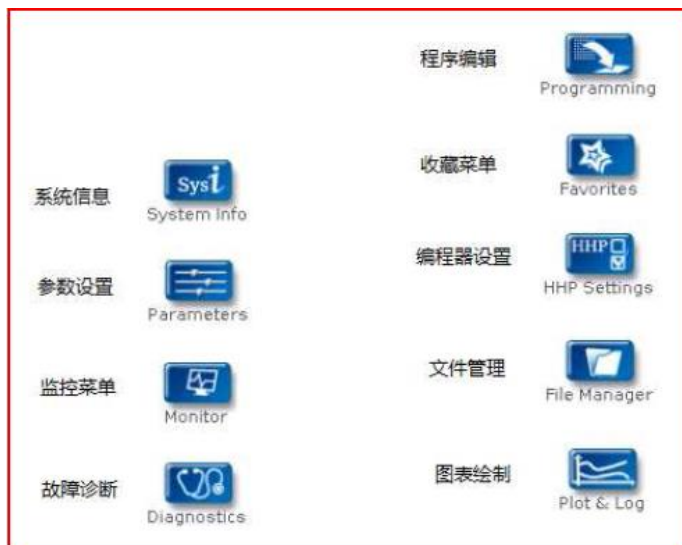 系统信息
Sysi
System Info
参数设置
Parameters
监控菜单
Monitor
故障诊断
Diagnostics
程序编辑
Programming
收藏菜单
Favorites
编程器设置
HHP
HHP Settings
文件管理
File Manager
图表绘制
Plot & Log